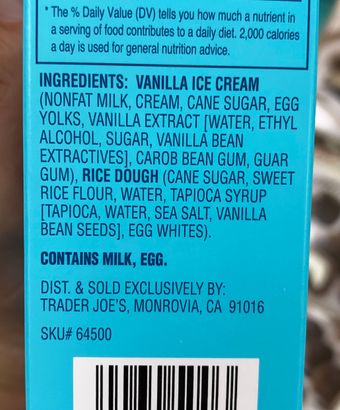 * The % Daily Value (DV) tells you how much a nutrient in
a serving of food contributes to a daily diet. 2,000 calories
a day is used for general nutrition advice.
INGREDIENTS: VANILLA ICE CREAM
(NONFAT MILK, CREAM, CANE SUGAR, EGG
YOLKS, VANILLA EXTRACT [WATER, ETHYL
ALCOHOL, SUGAR, VANILLA BEAN
EXTRACTIVES], CAROB BEAN GUM, GUAR
GUM), RICE DOUGH (CANE SUGAR, SWEET
RICE FLOUR, WATER, TAPIOCA SYRUP
[TAPIOCA, WATER, SEA SALT, VANILLA
BEAN SEEDS], EGG WHITES).
CONTAINS MILK, EGG.
DIST. & SOLD EXCLUSIVELY BY:
TRADER JOE'S, MONROVIA, CA 91016
SKU# 64500